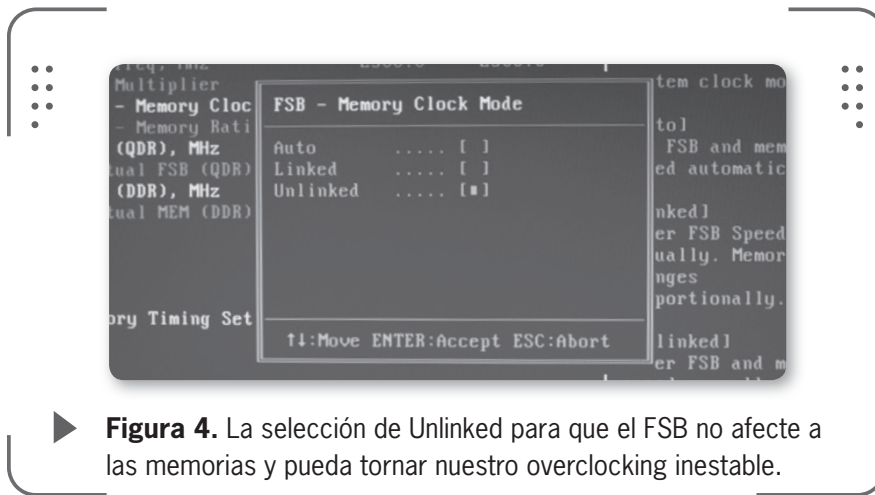 Multiplier
- Memory Cloc
- Memory Rati
(QDR), MHz
tual FSB (QDR)
(DDR), MHz
tual MEM (DDR)
ory Timing Set
FSB - Memory Clock Mode
Auto ..... [ ]
Linked ..... [ ]
Unlinked ..... [∎]
↑↓:Move ENTER:Accept ESC:Abort
tem clock mo
to]
FSB and mem
ed automatic
nked]
er FSB Speed
ually. Memor
nges
portionally.
linked]
er FSB and m
Figura 4. La selección de Unlinked para que el FSB no afecte a
las memorias y pueda tornar nuestro overclocking inestable.